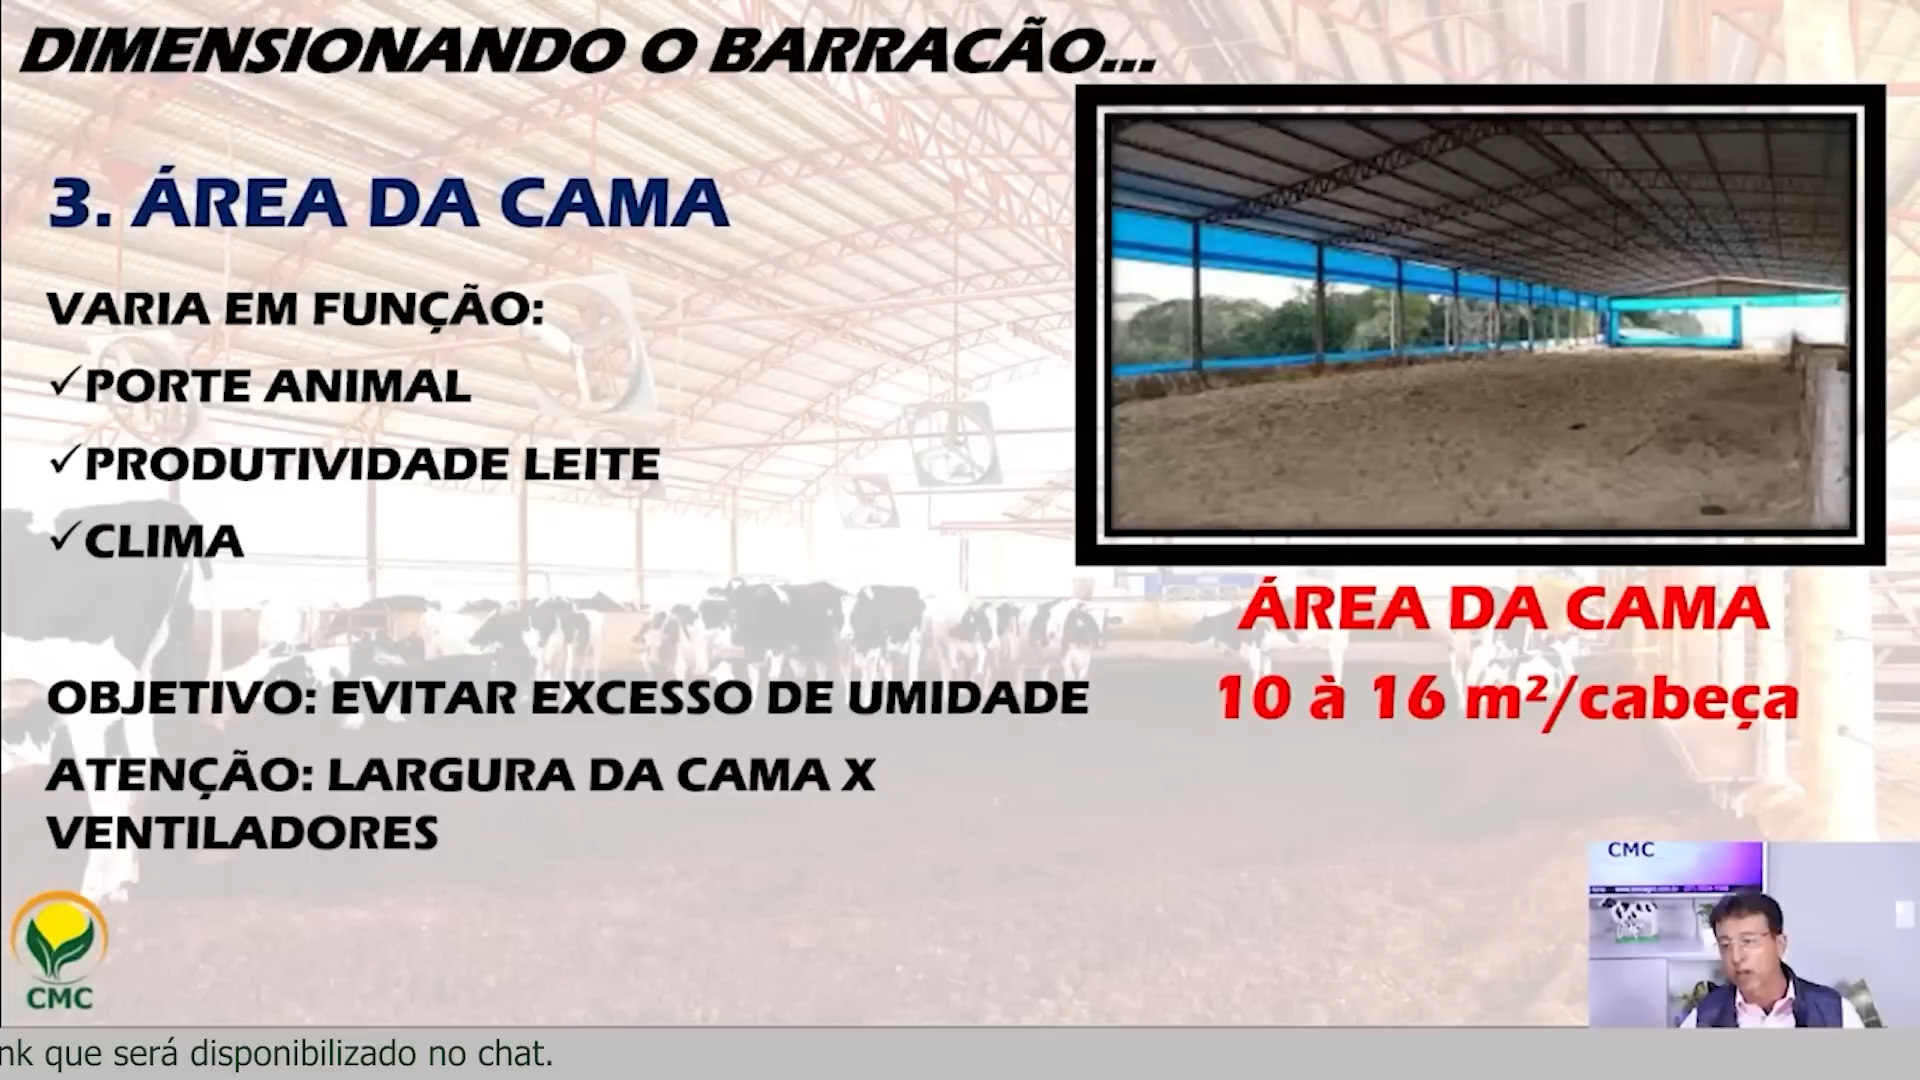 DIMENSIONANDO O BARRACÃO...
3. ÁREA DA CAMA
VARIA EM FUNÇÃO:
✓PORTE ANIMAL
✓PRODUTIVIDADE LEITE
✓CLIMA
OBJETIVO: EVITAR EXCESSO DE UMIDADE
ATENÇÃO: LARGURA DA CAMA X
VENTILADORES
ÁREA DA CAMA
10 à 16 m²/cabeça
CMC
CMC
nk que será disponibilizado no chat.